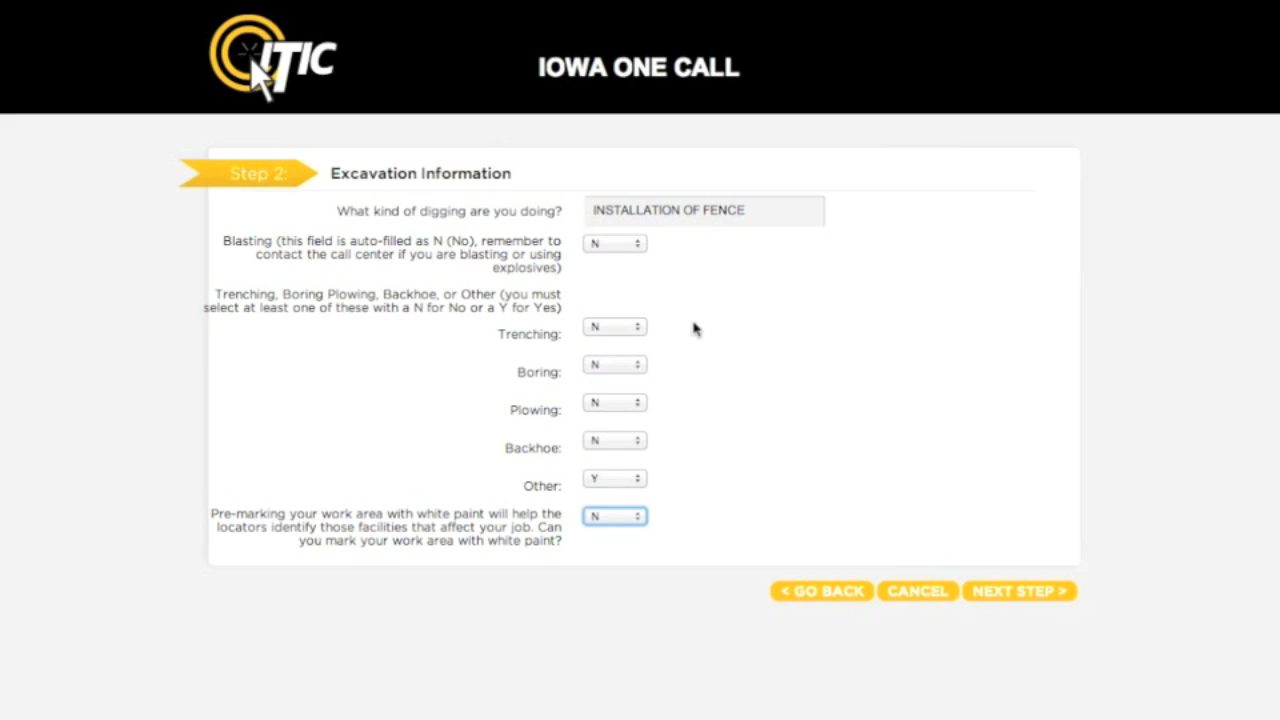 ITIC
IOWA ONE CALL
Step 2:
Excavation Information
What kind of digging are you doing?
INSTALLATION OF FENCE
Blasting (this field is auto-filled as N (No), remember to
contact the call center if you are blasting or using
explosives)
N
Trenching, Boring Plowing, Backhoe, or Other (you must
select at least one of these with a N for No or a Y for Yes)
Trenching:
N
Boring:
N
Plowing:
N
Backhoe:
N
Other:
Y
Pre-marking your work area with white paint will help the
locators identify those facilities that affect your job. Can
you mark your work area with white paint?
N
< GO BACK
CANCEL
NEXT STEP >